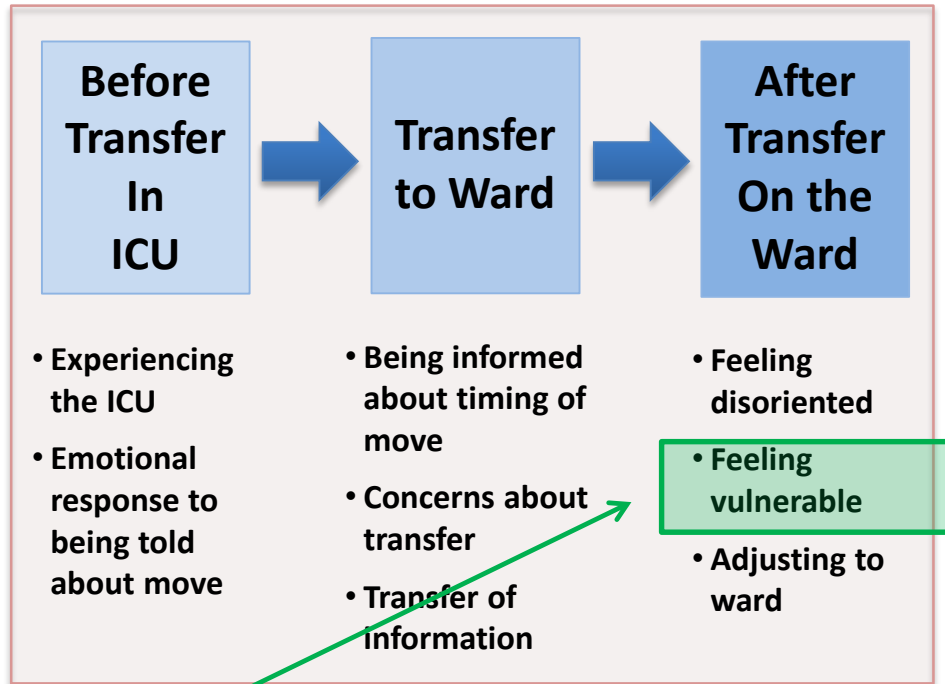 Before
Transfer
In
ICU
Transfer
to Ward
After
Transfer
On the
Ward
• Experiencing
the ICU
• Emotional
response to
being told
about move
• Being informed
about timing of
move
• Concerns about
transfer
• Transfer of
information
• Feeling
disoriented
• Feeling
vulnerable
• Adjusting to
ward